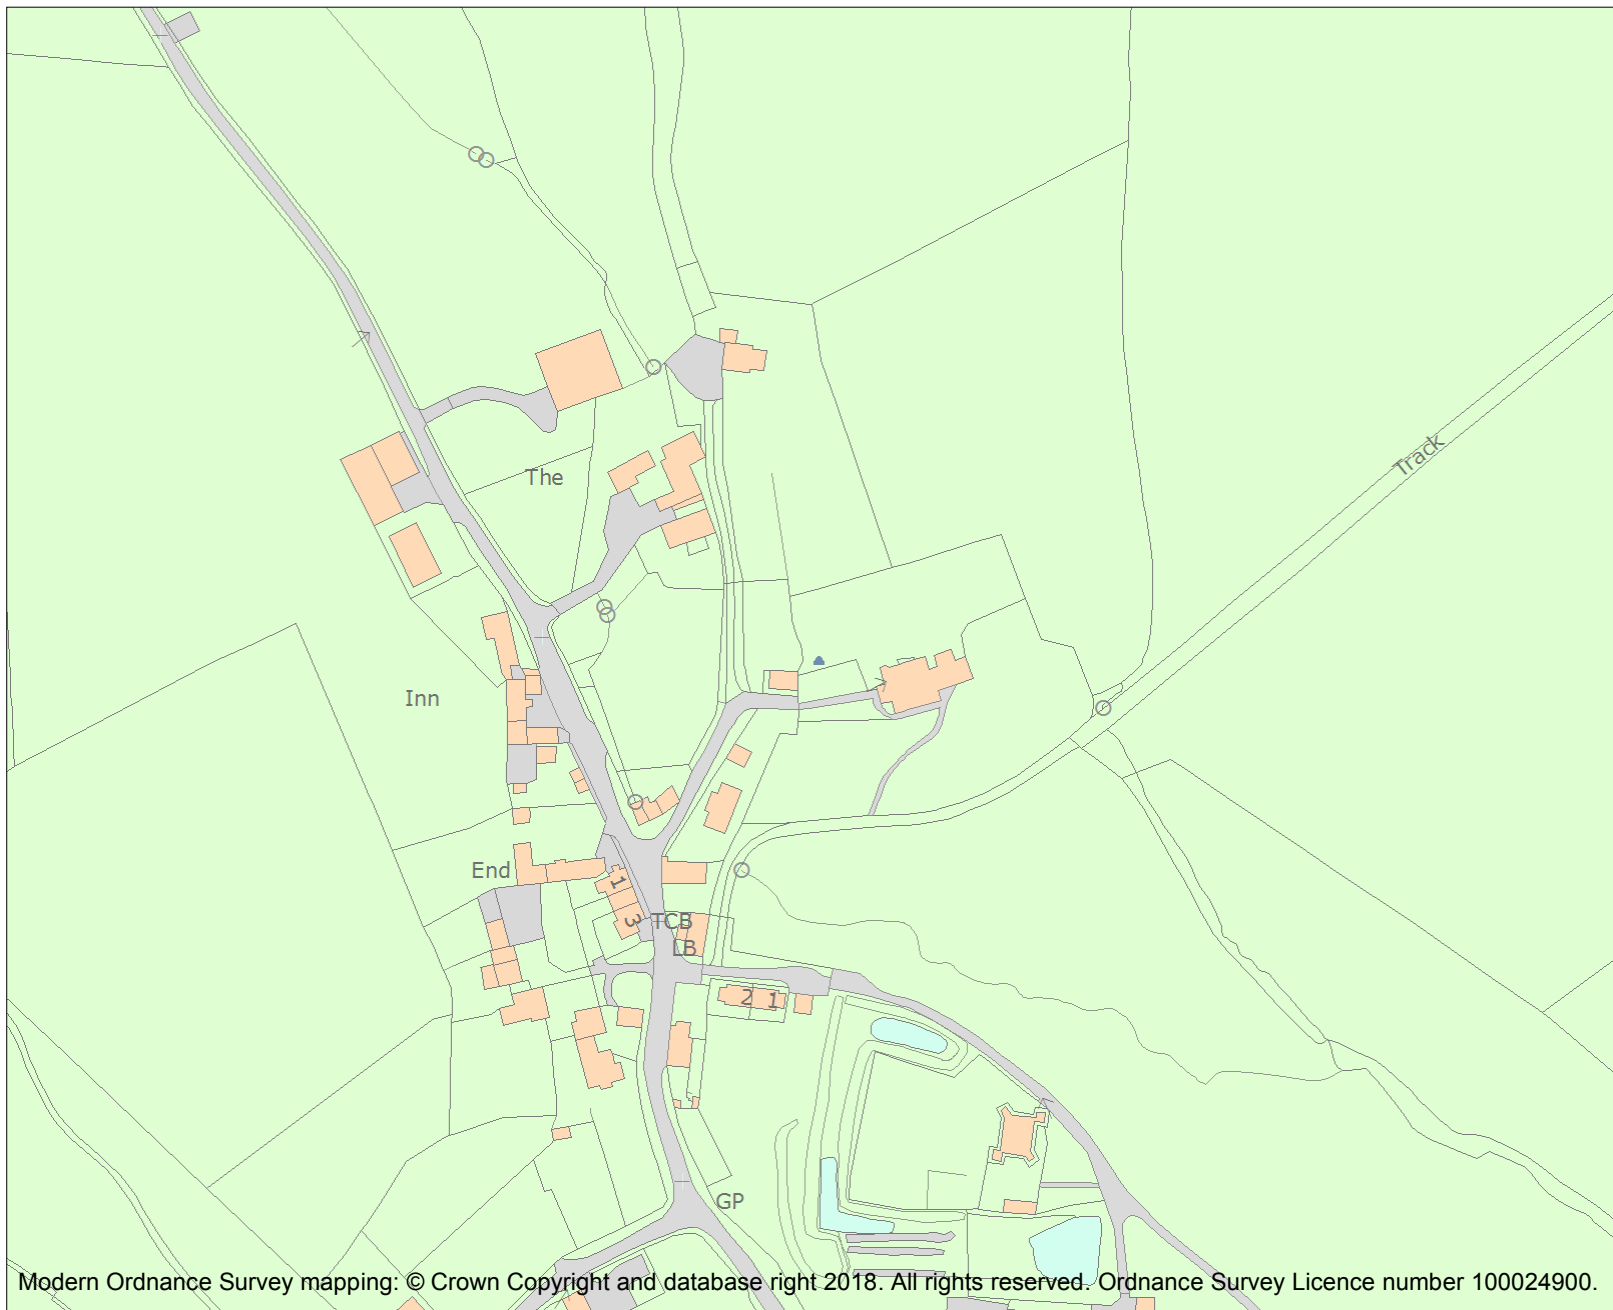 Track
The
Inn
End
1
3
TCB
LB
2 1
GP
Modern Ordnance Survey mapping: © Crown Copyright and database right 2018. All rights reserved. Ordnance Survey Licence number 100024900.